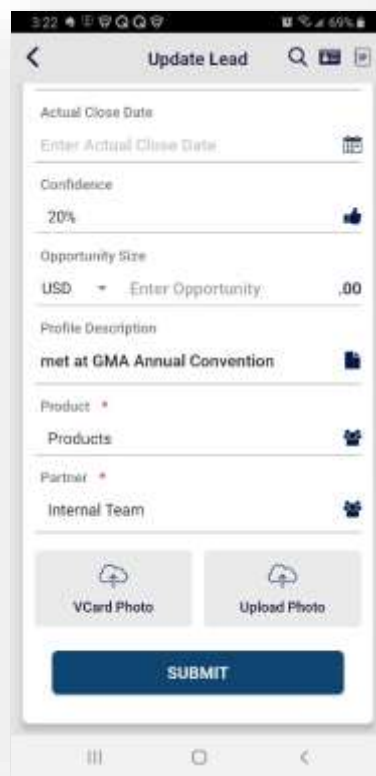 3:22
69%
Update Lead
Actual Close Date
Enter Actual Close Date
Confidence
20%
Opportunity Size
USD Enter Opportunity .00
Profile Description
met at GMA Annual Convention
Product *
Products
Partner *
Internal Team
VCard Photo Upload Photo
SUBMIT